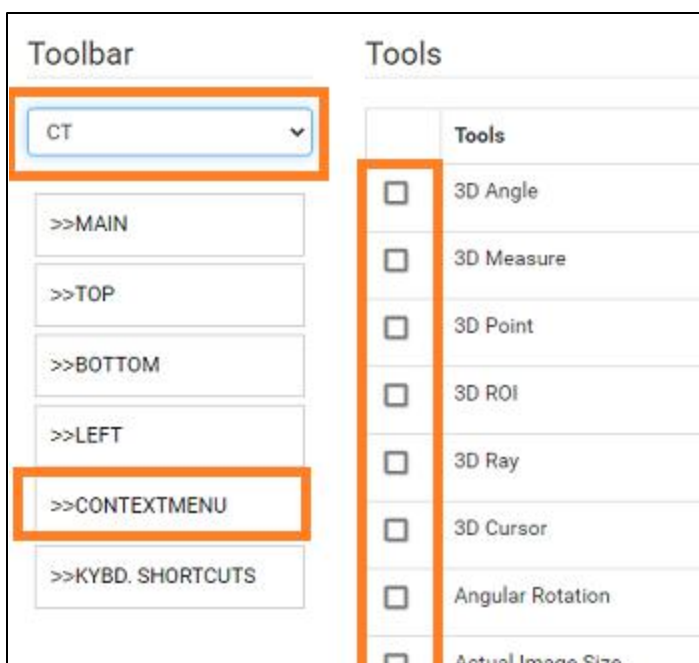 Toolbar
CT
>>MAIN
>>TOP
>>BOTTOM
>>LEFT
>>CONTEXTMENU
>>KYBD. SHORTCUTS
Tools
Tools
3D Angle
3D Measure
3D Point
3D ROI
3D Ray
3D Cursor
Angular Rotation
Actual Image Size